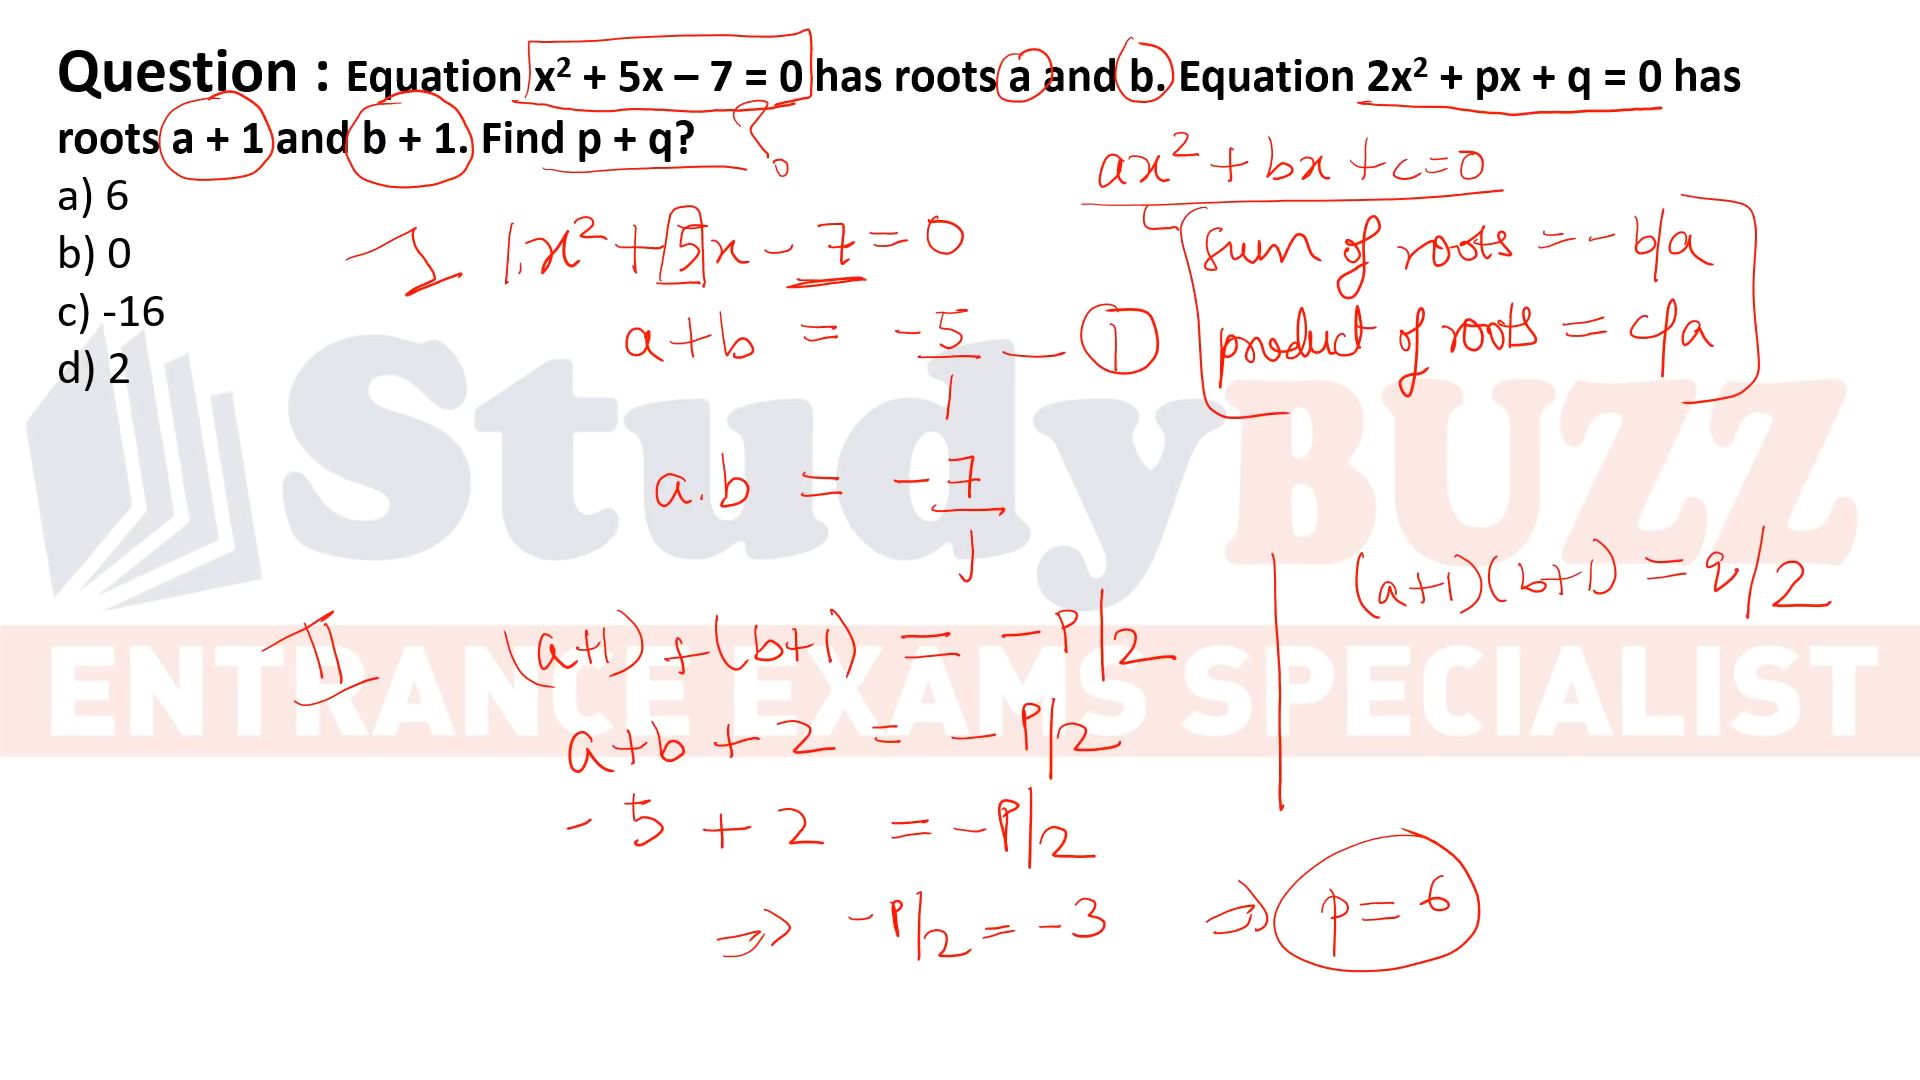 Question : Equation x² + 5x – 7 = 0 has roots a and b. Equation 2x² + px + q = 0 has
roots a + 1 and b + 1. Find p + q?
?
a) 6
b) 0
c) -16
d) 2
ax² + bx + c = 0
sum of roots = - b/a
product of roots = c/a
I 1.x² + 5x - 7 = 0
a+b = -5/1 — ①
a.b = -7/1
II (a+1) + (b+1) = -P/2
a+b + 2 = -P/2
-5 + 2 = -P/2
⇒ -P/2 = -3 ⇒ p = 6
(a+1)(b+1) = q/2
StudyBUZZ
ENTRANCE EXAMS SPECIALIST